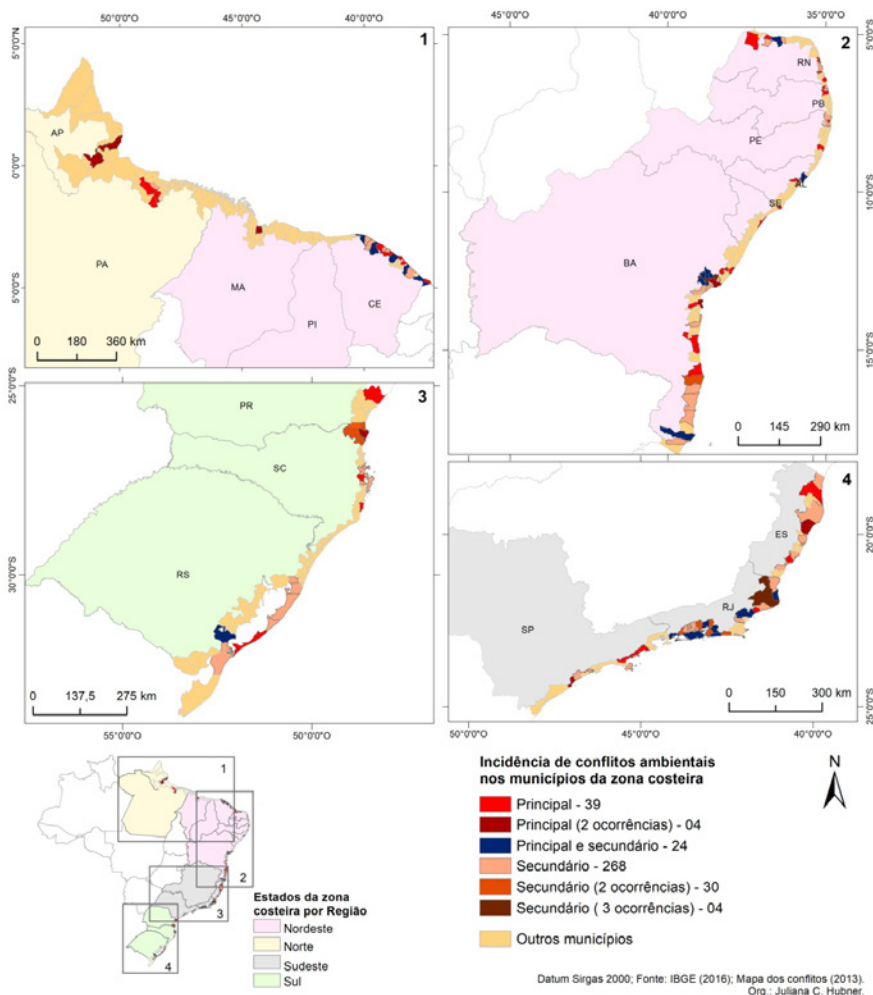 50°0'0"O
45°0'0"O
40°0'0"O
5°0'0"N
0°0'0"
5°0'0"S
1
AP
PA
MA
PI
CE
0 180 360 km
40°0'0"O
35°0'0"O
5°0'0"S
10°0'0"S
15°0'0"S
2
RN
PB
PE
AL
SE
BA
0 145 290 km
55°0'0"O
50°0'0"O
25°0'0"S
30°0'0"S
3
PR
SC
RS
0 137,5 275 km
55°0'0"O
50°0'0"O
4
ES
RJ
SP
20°0'0"S
25°0'0"S
0 150 300 km
50°0'0"O
45°0'0"O
40°0'0"O
1
2
3
4
Estados da zona
costeira por Região
Nordeste
Norte
Sudeste
Sul
Incidência de conflitos ambientais
nos municípios da zona costeira
Principal - 39
Principal (2 ocorrências) - 04
Principal e secundário - 24
Secundário - 268
Secundário (2 ocorrências) - 30
Secundário ( 3 ocorrências) - 04
Outros municípios
N
Datum Sirgas 2000; Fonte: IBGE (2016); Mapa dos conflitos (2013).
Org.: Juliana C. Hubner.